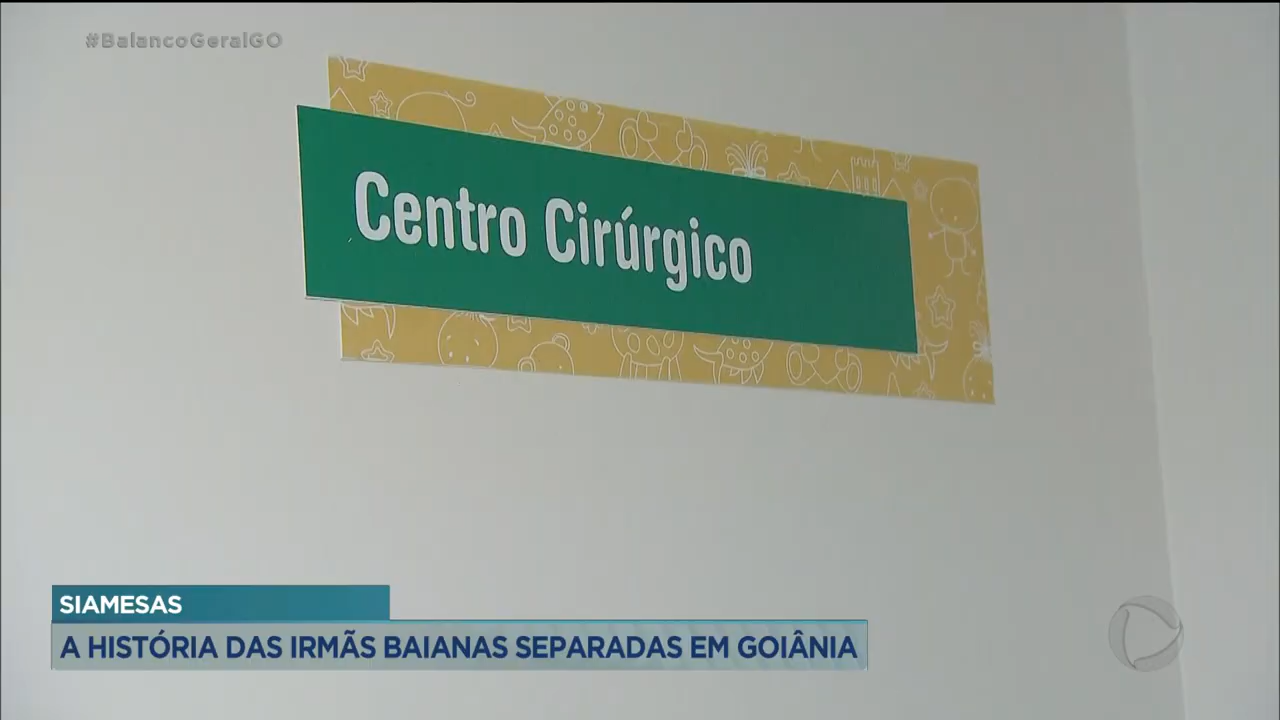 #BalancoGeralGO
Centro Cirúrgico
SIAMESAS
A HISTÓRIA DAS IRMÃS BAIANAS SEPARADAS EM GOIÂNIA